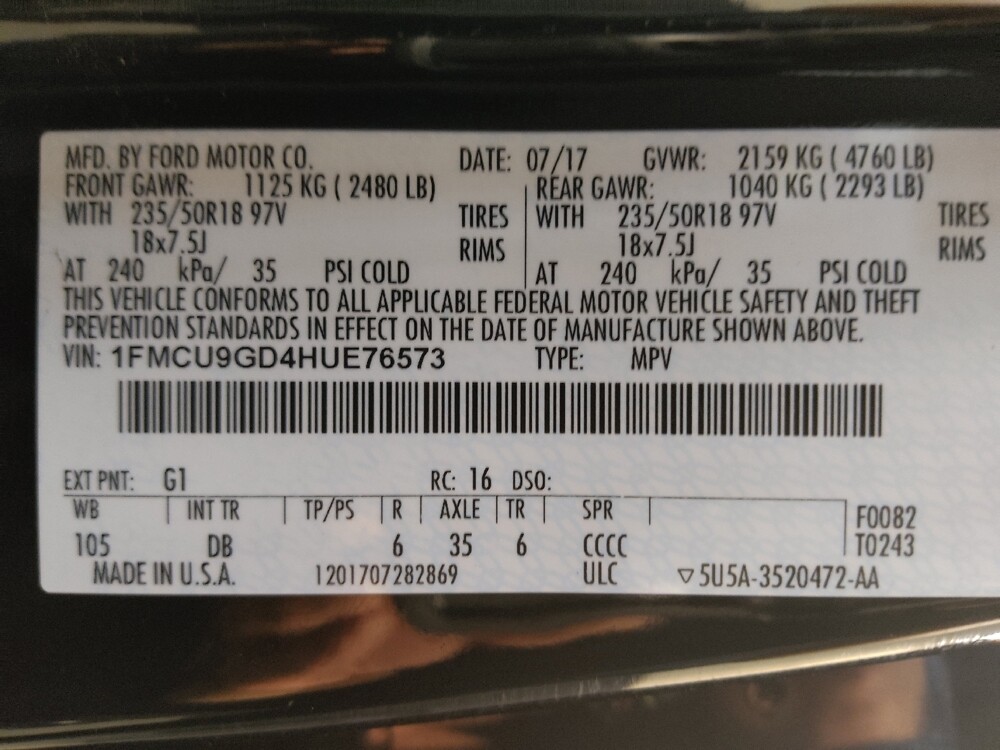 MFD. BY FORD MOTOR CO. DATE: 07/17 GVWR: 2159 KG ( 4760 LB)
FRONT GAWR: 1125 KG ( 2480 LB) REAR GAWR: 1040 KG ( 2293 LB)
WITH 235/50R18 97V TIRES WITH 235/50R18 97V TIRES
18x7.5J RIMS 18x7.5J RIMS
AT 240 kPa/ 35 PSI COLD AT 240 kPa/ 35 PSI COLD
THIS VEHICLE CONFORMS TO ALL APPLICABLE FEDERAL MOTOR VEHICLE SAFETY AND THEFT
PREVENTION STANDARDS IN EFFECT ON THE DATE OF MANUFACTURE SHOWN ABOVE.
VIN: 1FMCU9GD4HUE76573 TYPE: MPV
EXT PNT: G1 RC: 16 DSO:
WB INT TR TP/PS R AXLE TR SPR F0082
105 DB 6 35 6 CCCC T0243
MADE IN U.S.A. 1201707282869 ULC ▽5U5A-3520472-AA